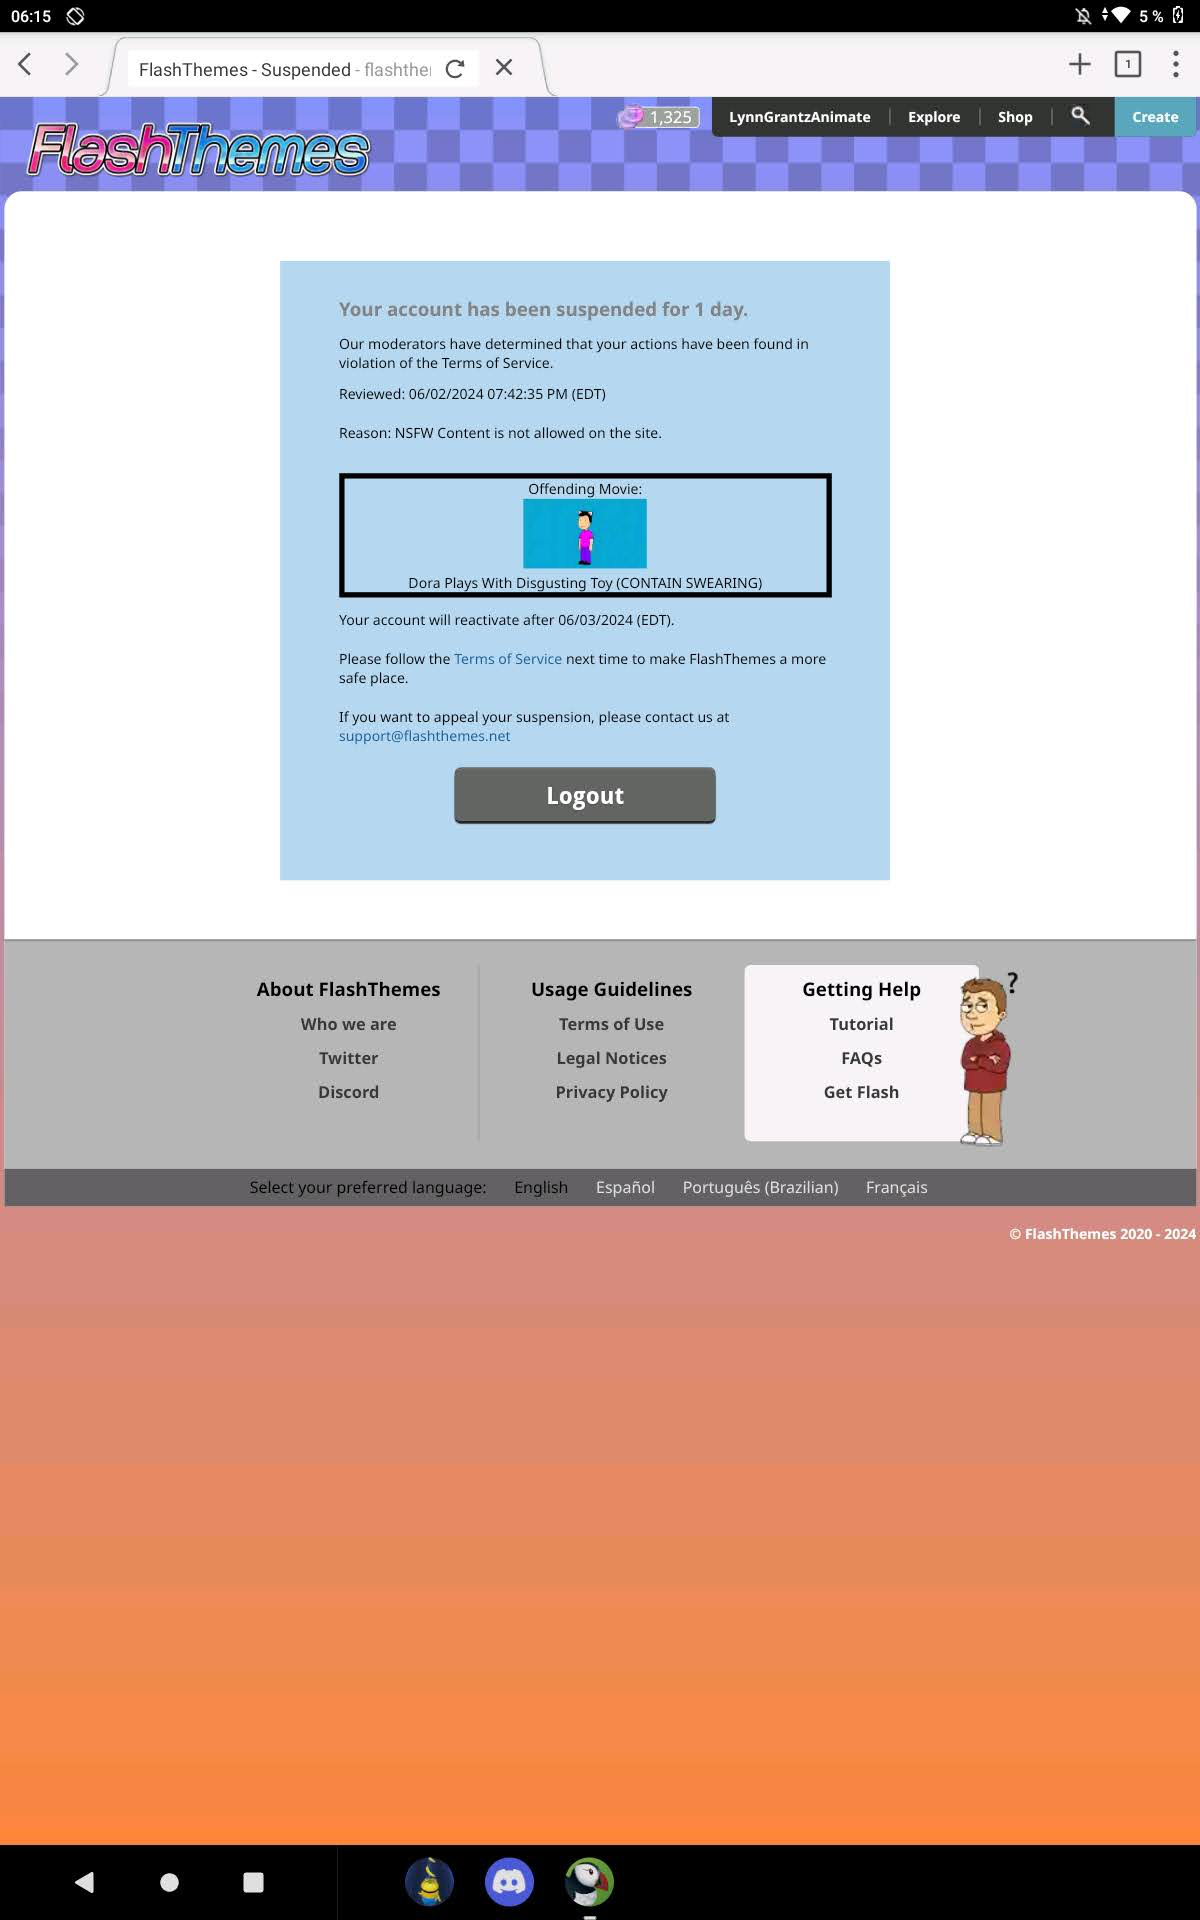 06:15
5 %
FlashThemes - Suspended - flashthe
1
1,325
LynnGrantzAnimate
Explore
Shop
Create
FlashThemes
Your account has been suspended for 1 day.
Our moderators have determined that your actions have been found in
violation of the Terms of Service.
Reviewed: 06/02/2024 07:42:35 PM (EDT)
Reason: NSFW Content is not allowed on the site.
Offending Movie:
Dora Plays With Disgusting Toy (CONTAIN SWEARING)
Your account will reactivate after 06/03/2024 (EDT).
Please follow the Terms of Service next time to make FlashThemes a more
safe place.
If you want to appeal your suspension, please contact us at
support@flashthemes.net
Logout
About FlashThemes
Who we are
Twitter
Discord
Usage Guidelines
Terms of Use
Legal Notices
Privacy Policy
Getting Help
Tutorial
FAQs
Get Flash
?
Select your preferred language: English Español Português (Brazilian) Français
© FlashThemes 2020 - 2024